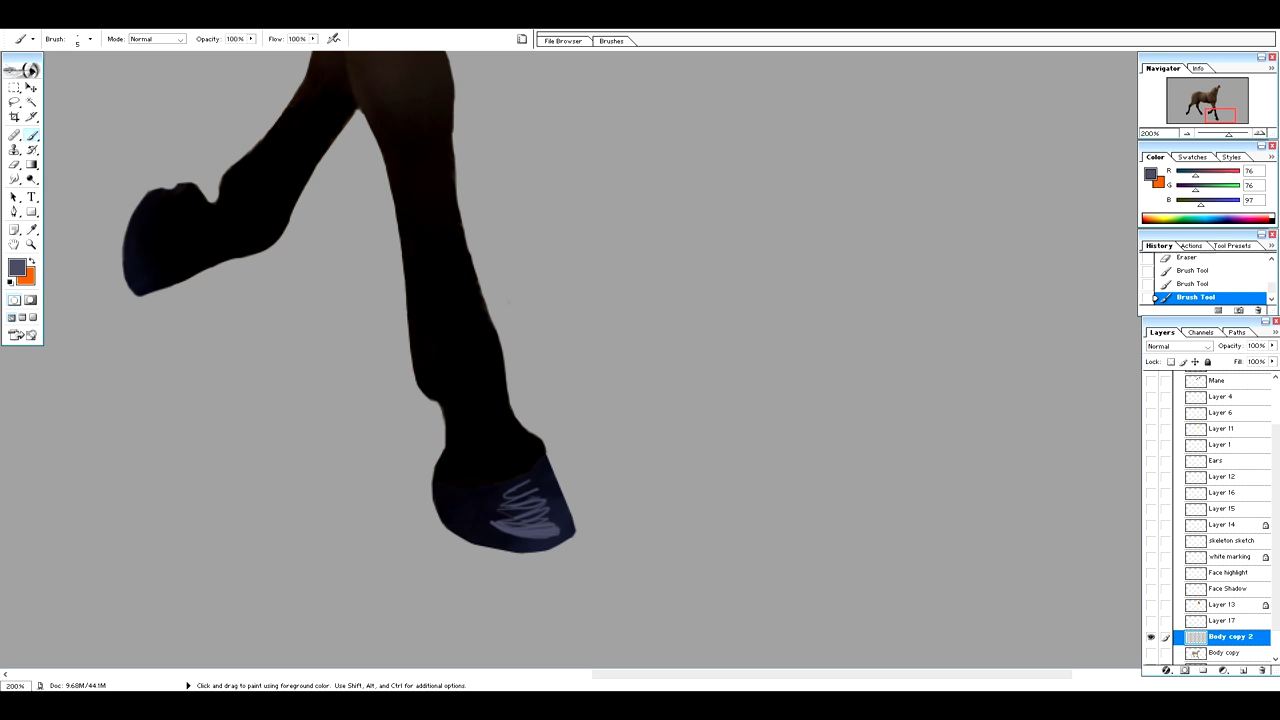 Brush: 5 Mode: Normal Opacity: 100% Flow: 100% File Browser Brushes
Navigator Info
200%
Color Swatches Styles
R 76
G 76
B 97
History Actions Tool Presets
Eraser
Brush Tool
Brush Tool
Brush Tool
Layers Channels Paths
Normal Opacity: 100%
Lock: Fill: 100%
Mane
Layer 4
Layer 6
Layer 11
Layer 1
Ears
Layer 12
Layer 16
Layer 15
Layer 14
skeleton sketch
white marking
Face highlight
Face Shadow
Layer 13
Layer 17
Body copy 2
Body copy
200% Doc: 9.68M/44.1M Click and drag to paint using foreground color. Use Shift, Alt, and Ctrl for additional options.